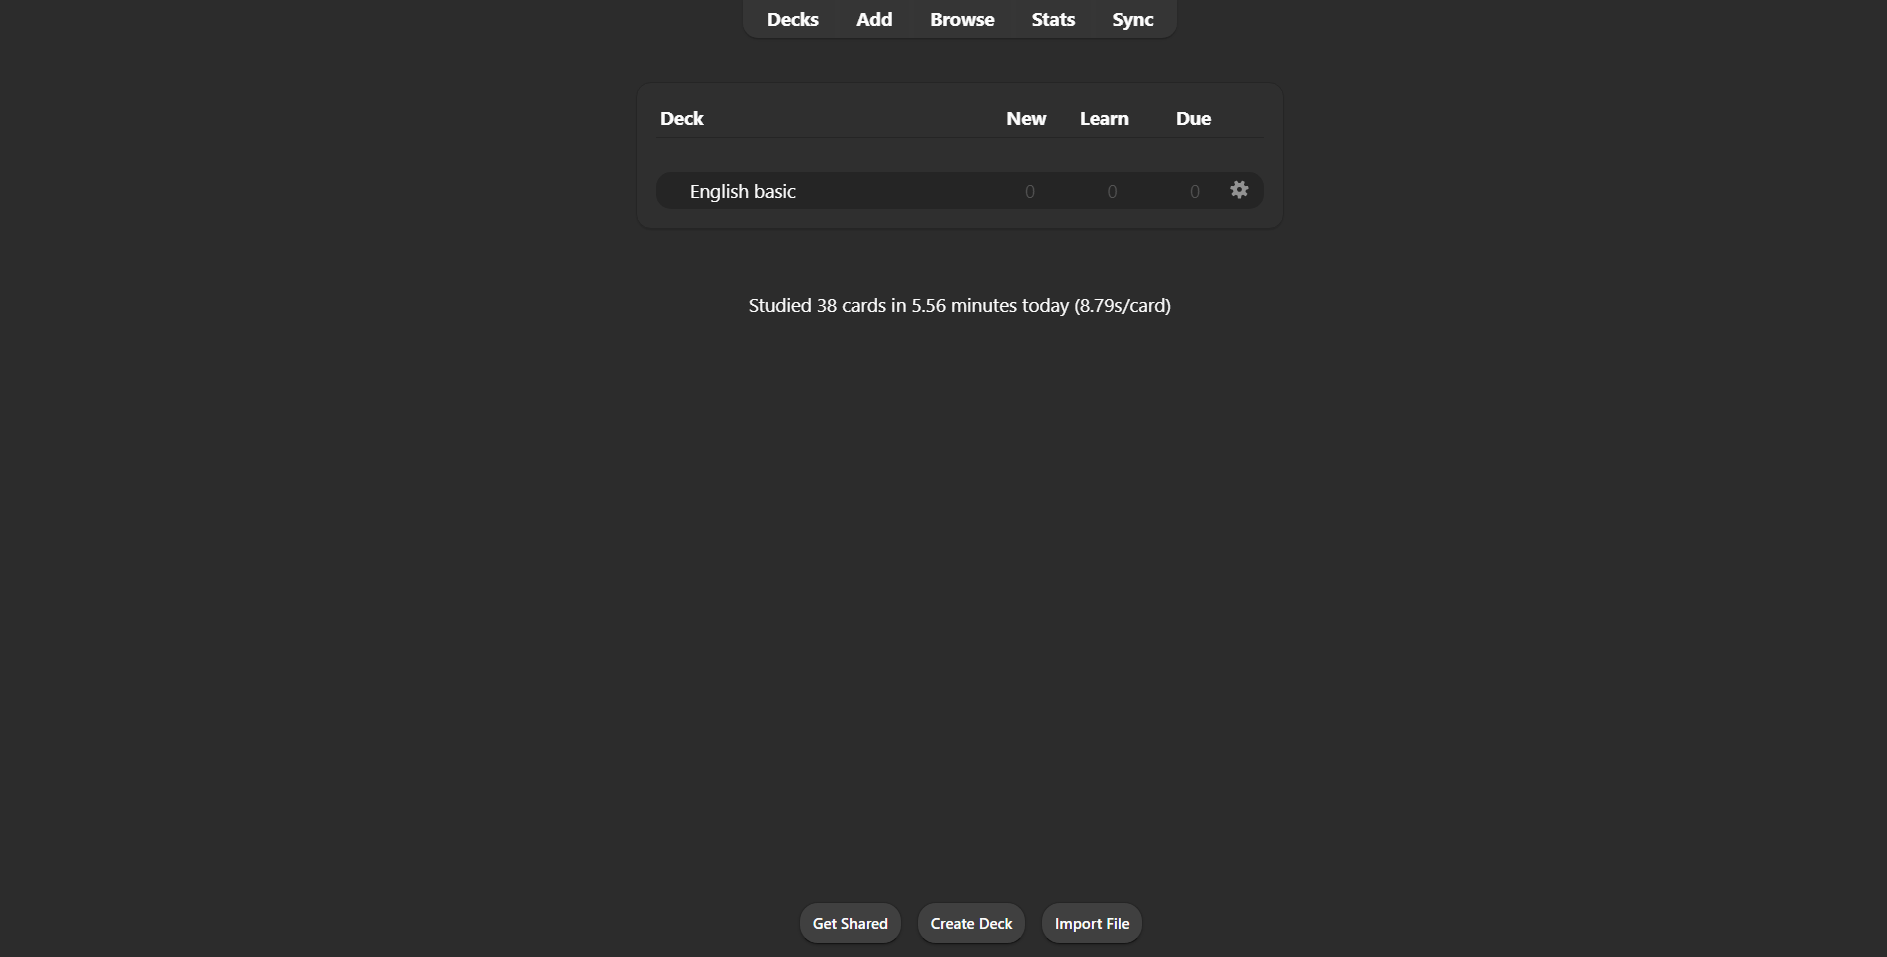 Decks Add Browse Stats Sync
Deck New Learn Due
English basic 0 0 0
Studied 38 cards in 5.56 minutes today (8.79s/card)
Get Shared Create Deck Import File